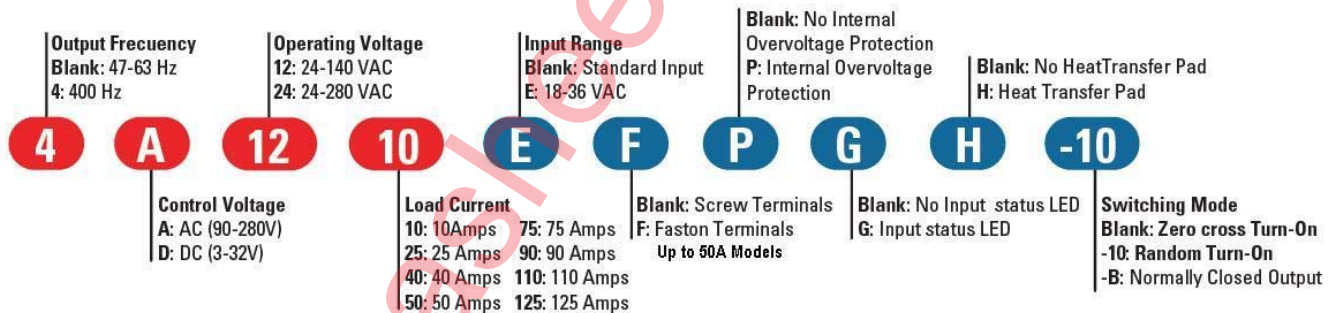 Output Frecuency
Blank: 47-63 Hz
4: 400 Hz
Operating Voltage
12: 24-140 VAC
24: 24-280 VAC
Input Range
Blank: Standard Input
E: 18-36 VAC
Blank: No Internal
Overvoltage Protection
P: Internal Overvoltage
Protection
Blank: No HeatTransfer Pad
H: Heat Transfer Pad
4 A 12 10 E F P G H -10
Control Voltage
A: AC (90-280V)
D: DC (3-32V)
Load Current
10: 10Amps 75: 75 Amps
25: 25 Amps 90: 90 Amps
40: 40 Amps 110: 110 Amps
50: 50 Amps 125: 125 Amps
Blank: Screw Terminals
F: Faston Terminals
Up to 50A Models
Blank: No Input status LED
G: Input status LED
Switching Mode
Blank: Zero cross Turn-On
-10: Random Turn-On
-B: Normally Closed Output
ashee